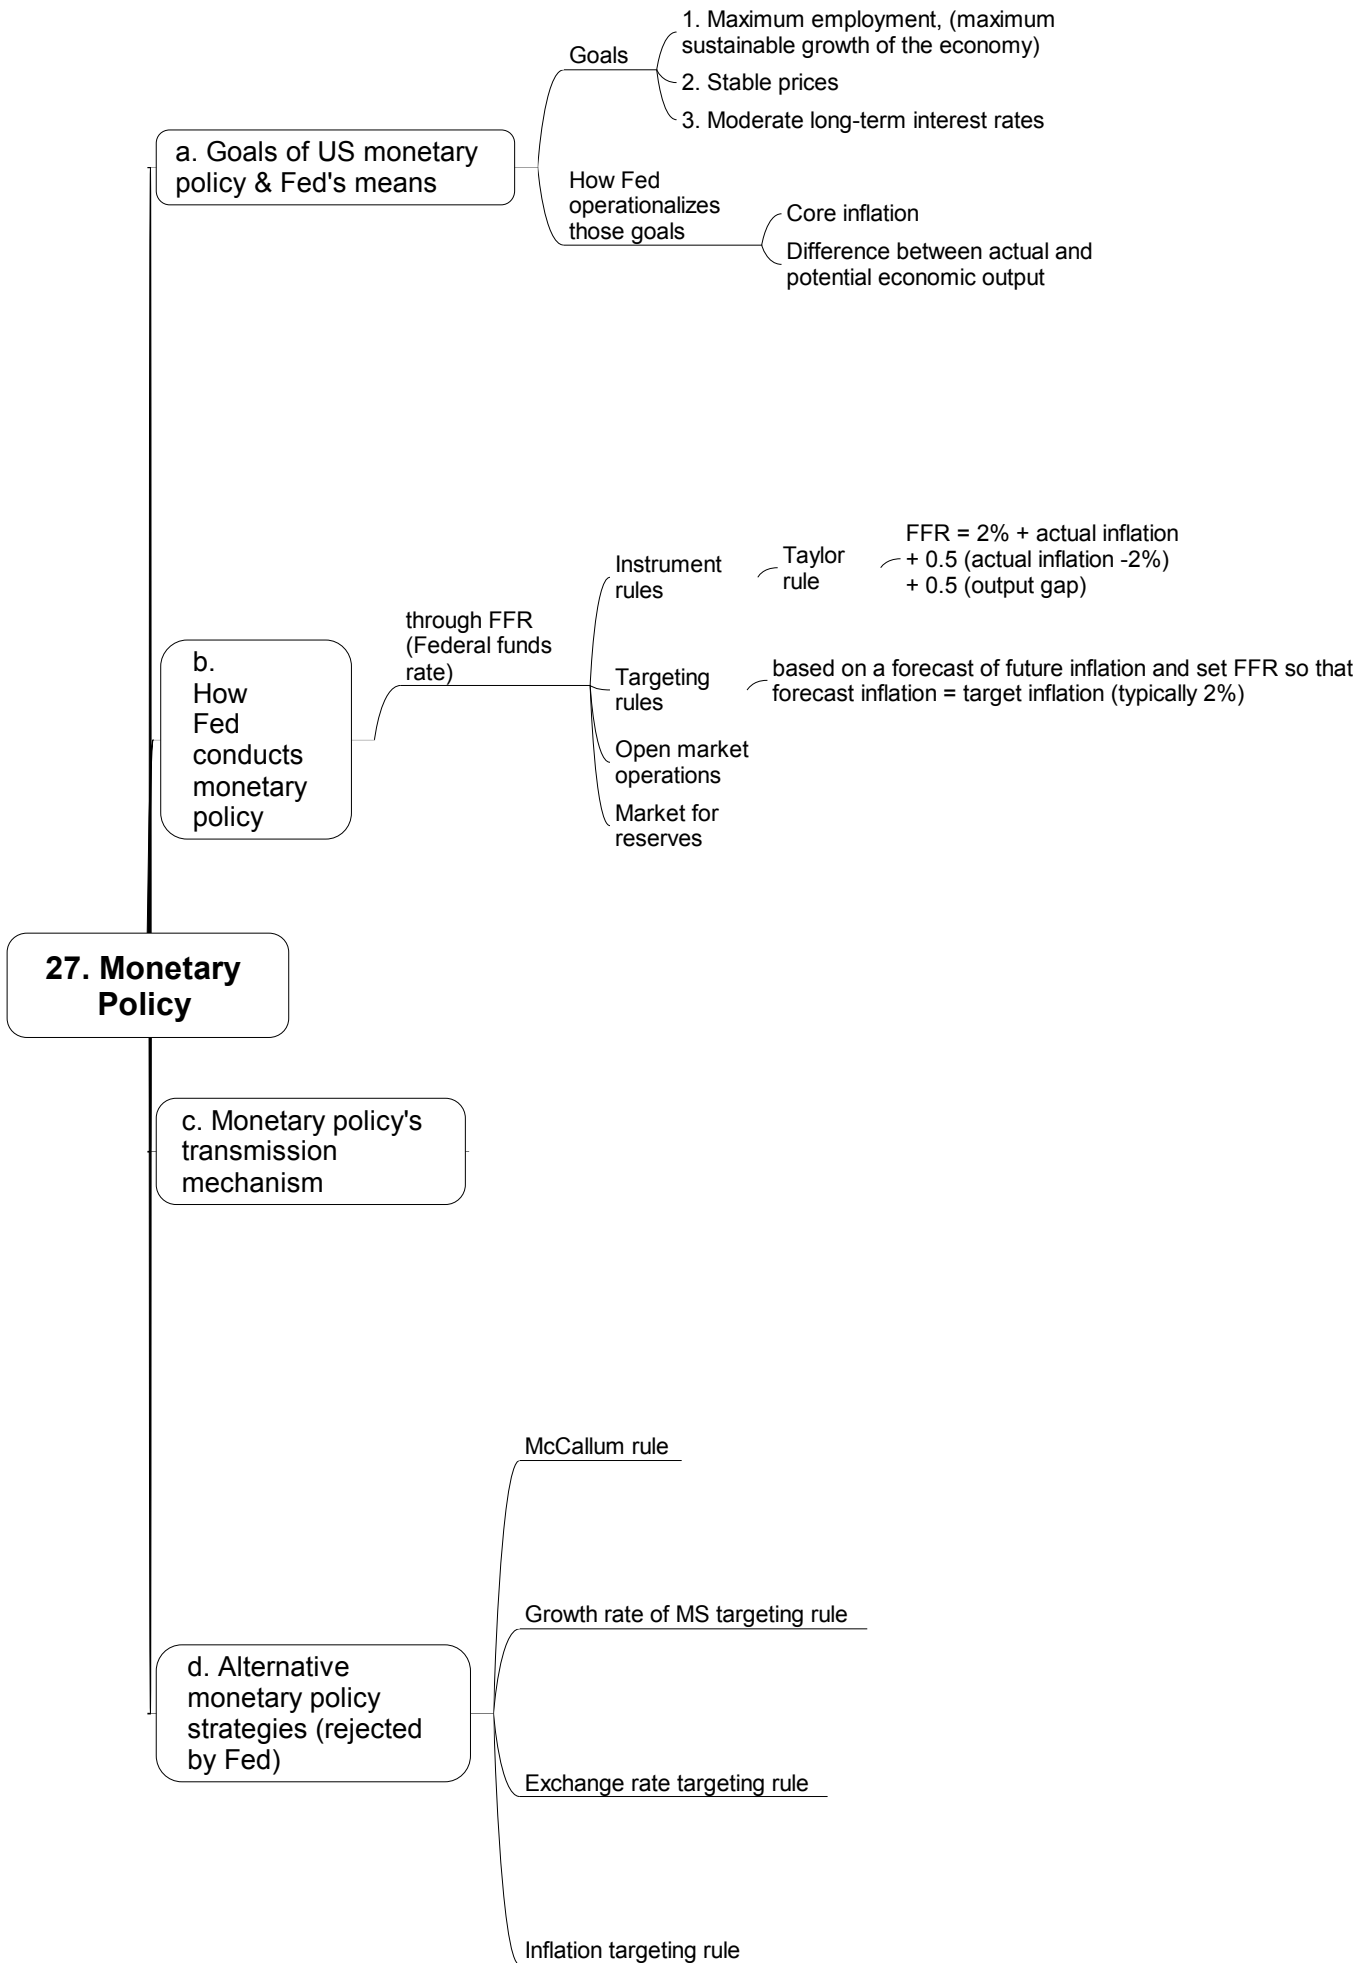 27. Monetary
Policy
a. Goals of US monetary
policy & Fed's means
Goals
1. Maximum employment, (maximum
sustainable growth of the economy)
2. Stable prices
3. Moderate long-term interest rates
How Fed
operationalizes
those goals
Core inflation
Difference between actual and
potential economic output
b.
How
Fed
conducts
monetary
policy
through FFR
(Federal funds
rate)
Instrument
rules
Taylor
rule
FFR = 2% + actual inflation
+ 0.5 (actual inflation -2%)
+ 0.5 (output gap)
Targeting
rules
based on a forecast of future inflation and set FFR so that
forecast inflation = target inflation (typically 2%)
Open market
operations
Market for
reserves
c. Monetary policy's
transmission
mechanism
d. Alternative
monetary policy
strategies (rejected
by Fed)
McCallum rule
Growth rate of MS targeting rule
Exchange rate targeting rule
Inflation targeting rule